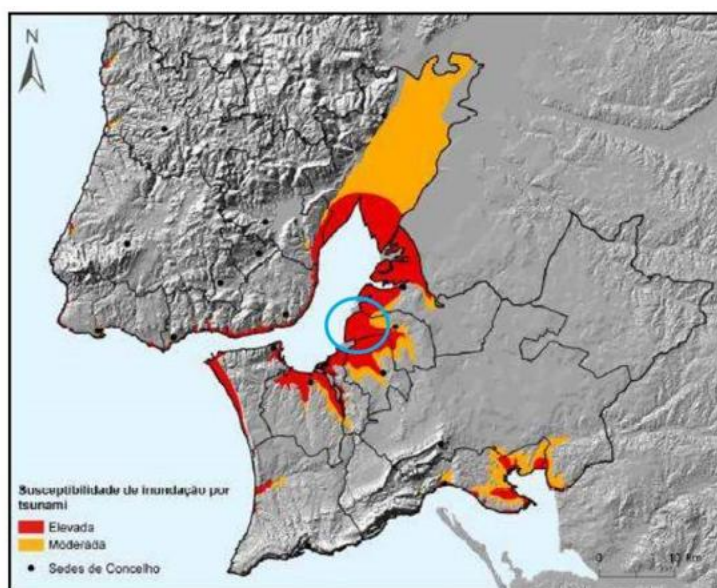 N
Susceptibilidade de inundação por
tsunami
Elevada
Moderada
Sedes de Concelho
0 10 Km